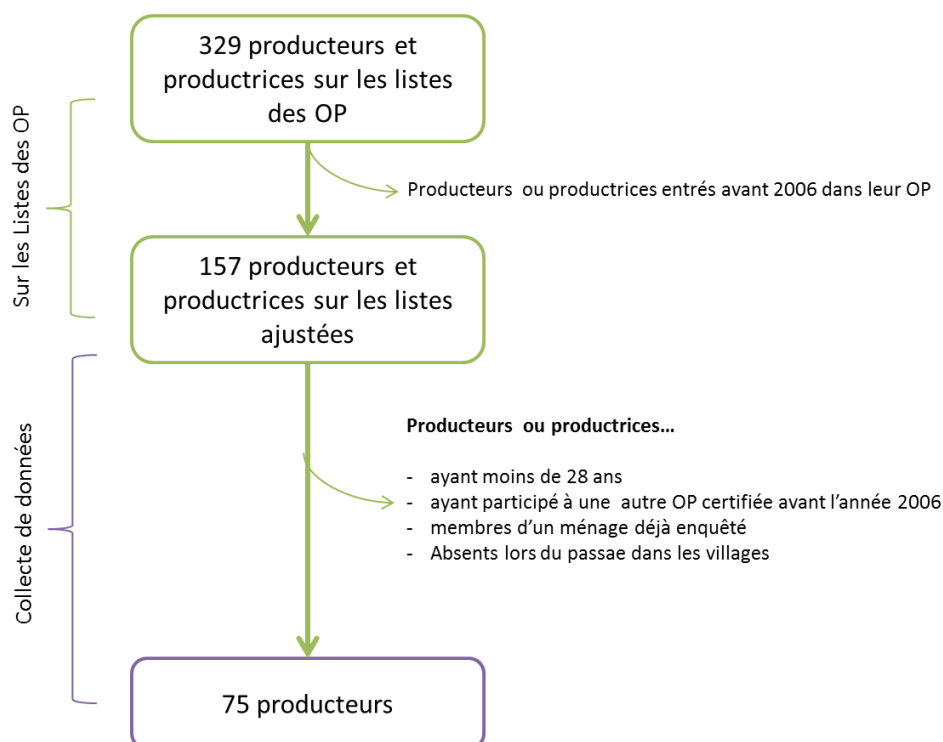 329 producteurs et
productrices sur les listes
des OP
Sur les Listes des OP
Producteurs ou productrices entrés avant 2006 dans leur OP
157 producteurs et
productrices sur les listes
ajustées
Collecte de données
Producteurs ou productrices…
- ayant moins de 28 ans
- ayant participé à une autre OP certifiée avant l’année 2006
- membres d’un ménage déjà enquêté
- Absents lors du passae dans les villages
75 producteurs